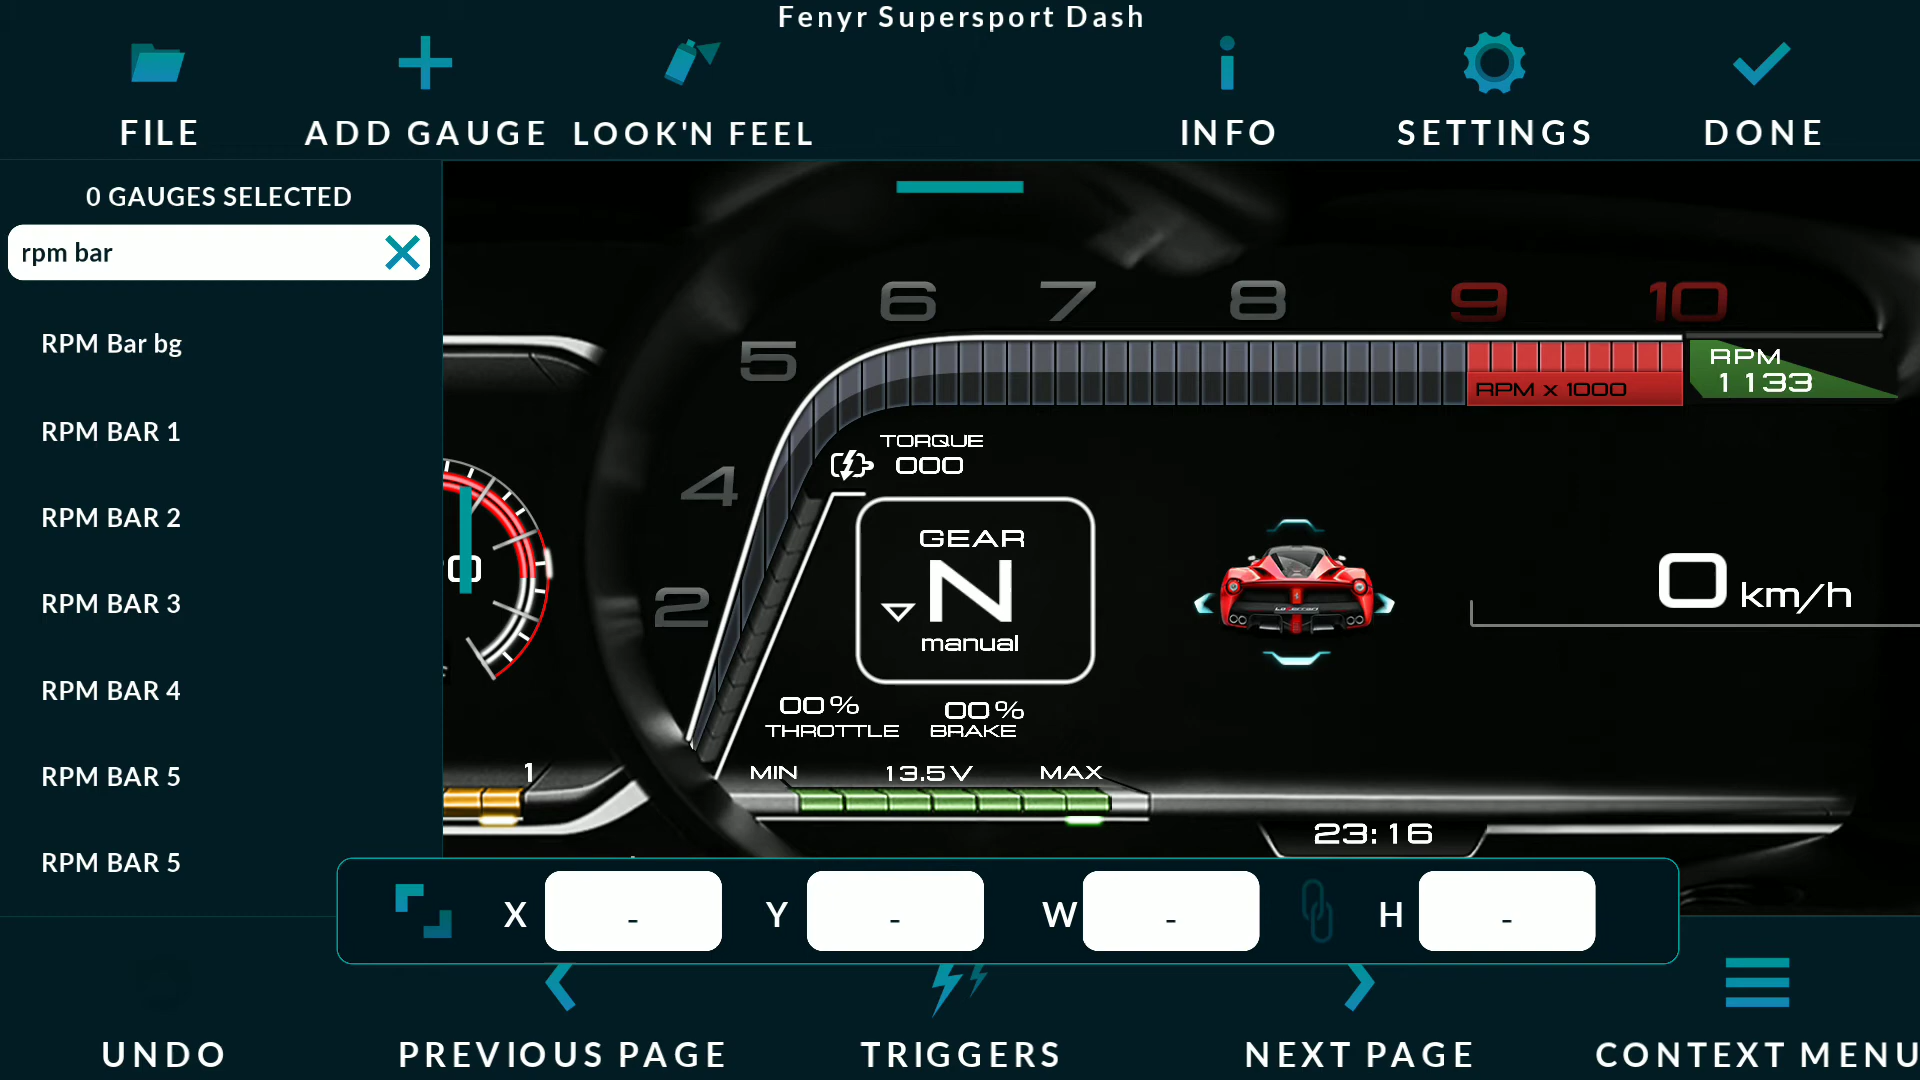 Fenyr Supersport Dash
FILE
ADD GAUGE
LOOK'N FEEL
INFO
SETTINGS
DONE
0 GAUGES SELECTED
rpm bar
RPM Bar bg
RPM BAR 1
RPM BAR 2
RPM BAR 3
RPM BAR 4
RPM BAR 5
RPM BAR 5
6
7
8
9
10
5
4
2
RPM x 1000
RPM
1133
TORQUE
000
GEAR
N
manual
0 km/h
00%
THROTTLE
00%
BRAKE
1
MIN
13.5V
MAX
23:16
X -
Y -
W -
H -
UNDO
PREVIOUS PAGE
TRIGGERS
NEXT PAGE
CONTEXT MENU